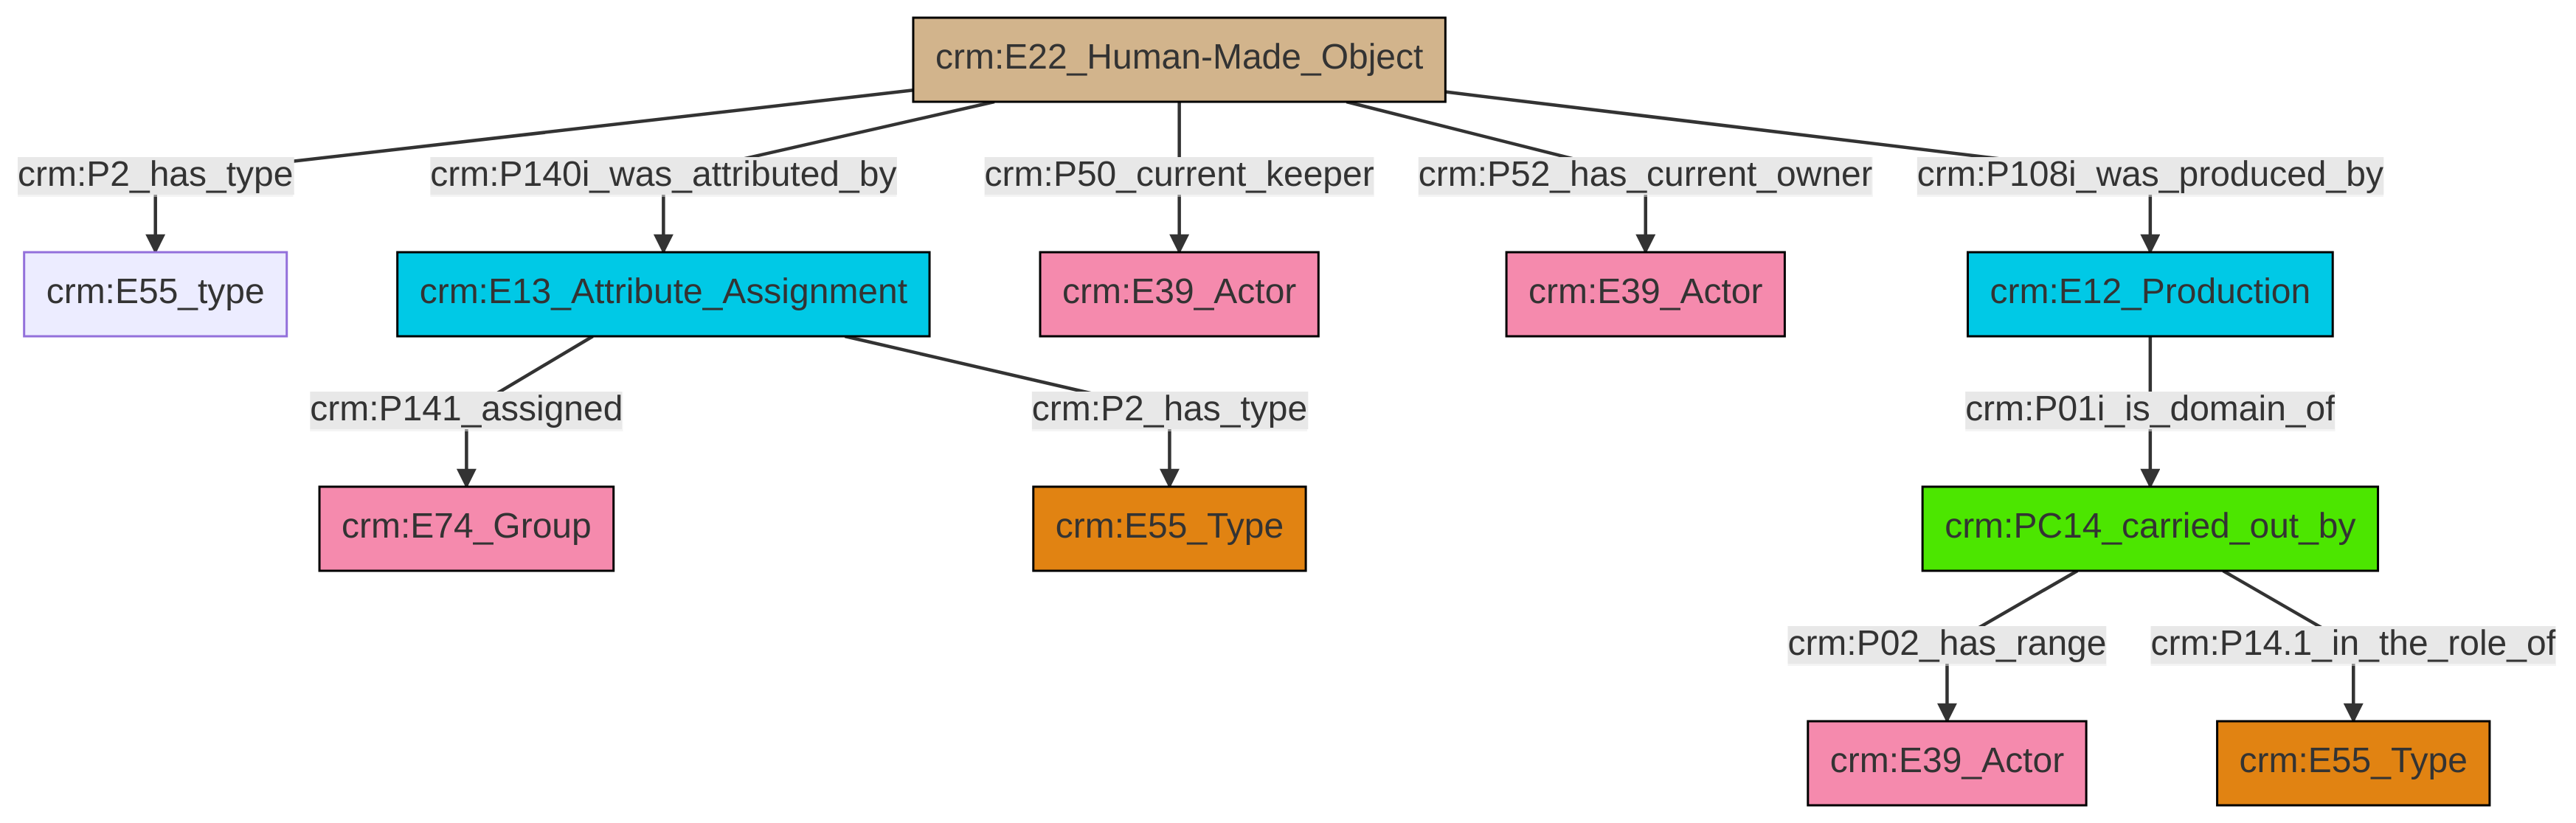 crm:E22_Human-Made_Object
crm:P2_has_type
crm:P140i_was_attributed_by
crm:P50_current_keeper
crm:P52_has_current_owner
crm:P108i_was_produced_by
crm:E55_type
crm:E13_Attribute_Assignment
crm:E39_Actor
crm:E39_Actor
crm:E12_Production
crm:P141_assigned
crm:P2_has_type
crm:P01i_is_domain_of
crm:E74_Group
crm:E55_Type
crm:PC14_carried_out_by
crm:P02_has_range
crm:P14.1_in_the_role_of
crm:E39_Actor
crm:E55_Type